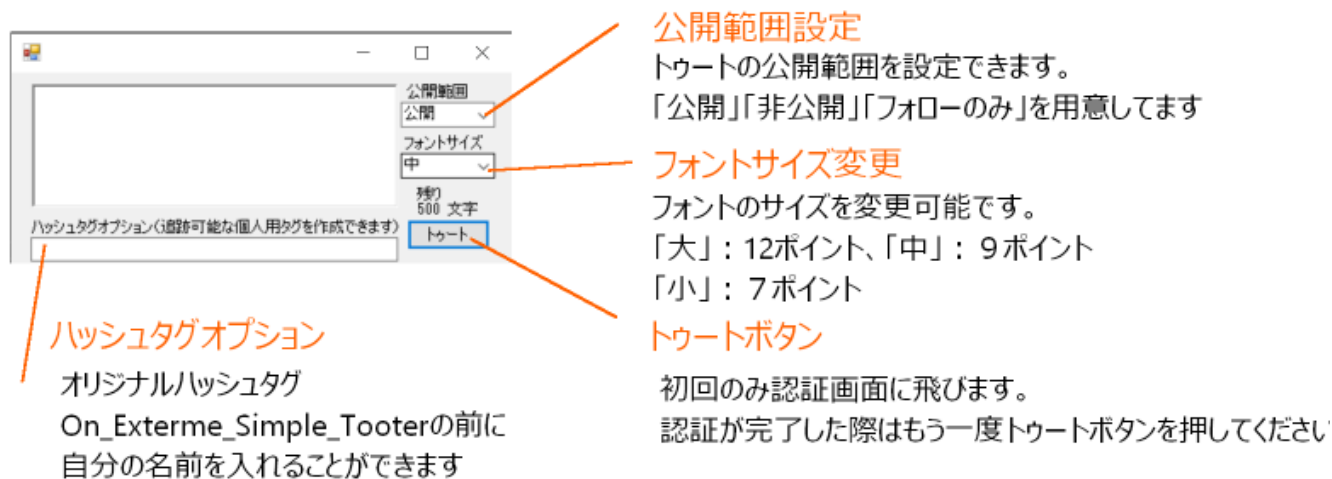 公開範囲
公開
フォントサイズ
中
残り
500 文字
ハッシュタグオプション(追跡可能な個人用タグを作成できます)
トゥート
公開範囲設定
トゥートの公開範囲を設定できます。
「公開」「非公開」「フォローのみ」を用意してます
フォントサイズ変更
フォントのサイズを変更可能です。
「大」:12ポイント、「中」:9ポイント
「小」:7ポイント
ハッシュタグオプション
オリジナルハッシュタグ
On_Exterme_Simple_Tooterの前に
自分の名前を入れることができます
トゥートボタン
初回のみ認証画面に飛びます。
認証が完了した際はもう一度トゥートボタンを押してください